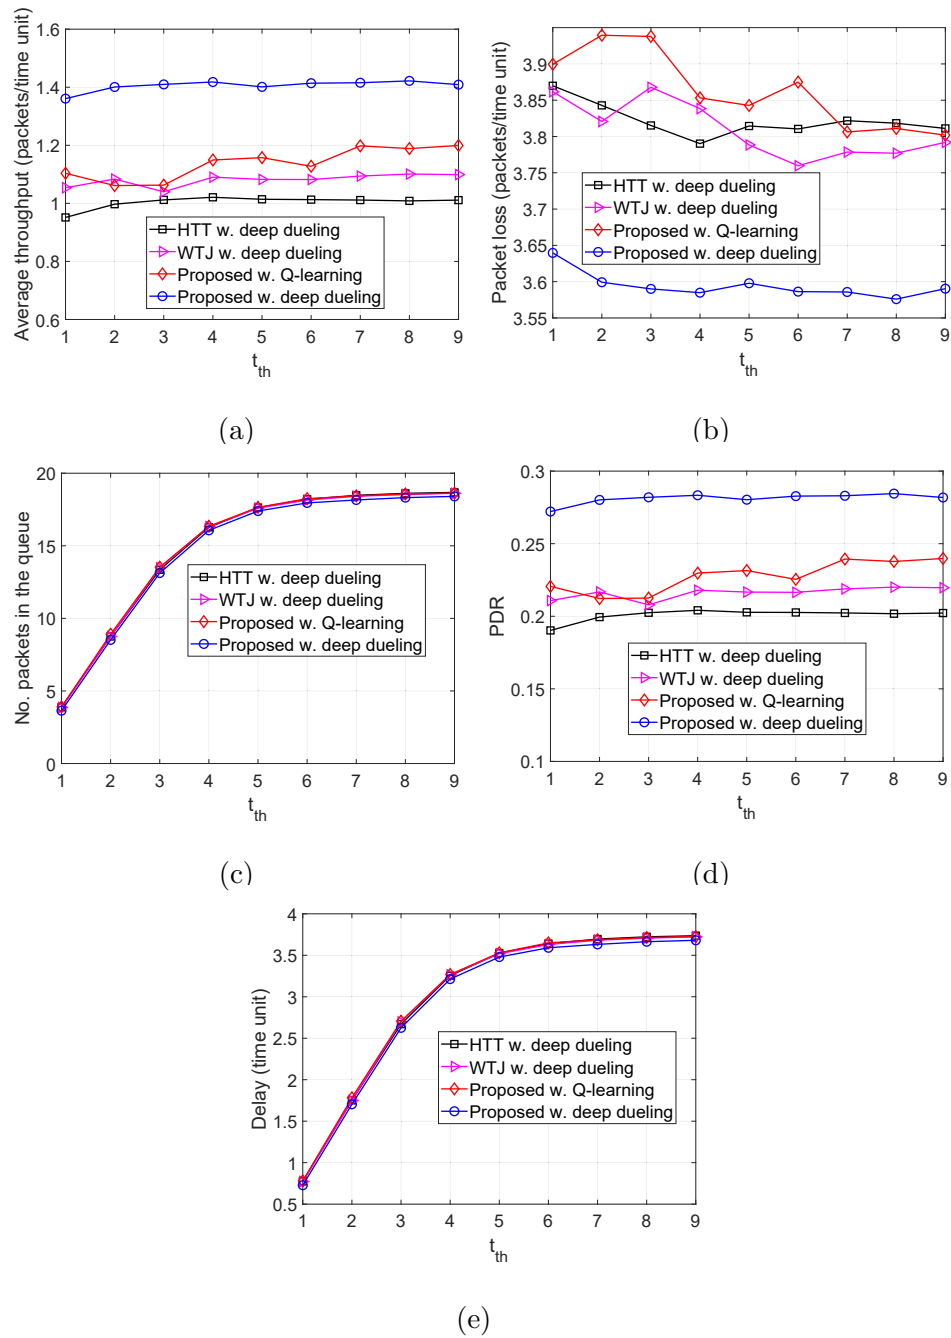 Average throughput (packets/time unit)
1.6
1.4
1.2
1
0.8
0.6
1 2 3 4 5 6 7 8 9
t_th
HTT w. deep dueling
WTJ w. deep dueling
Proposed w. Q-learning
Proposed w. deep dueling
(a)
Packet loss (packets/time unit)
3.9
3.85
3.8
3.7
3.65
3.6
3.55
1 2 3 4 5 6 7 8 9
t_th
HTT w. deep dueling
WTJ w. deep dueling
Proposed w. Q-learning
Proposed w. deep dueling
(b)
No. packets in the queue
20
15
10
5
0
1 2 3 4 5 6 7 8 9
t_th
HTT w. deep dueling
WTJ w. deep dueling
Proposed w. Q-learning
Proposed w. deep dueling
(c)
PDR
0.3
0.25
0.2
0.15
0.1
1 2 3 4 5 6 7 8 9
t_th
HTT w. deep dueling
WTJ w. deep dueling
Proposed w. Q-learning
Proposed w. deep dueling
(d)
Delay (time unit)
4
3.5
3
2.5
2
1.5
1
0.5
1 2 3 4 5 6 7 8 9
t_th
HTT w. deep dueling
WTJ w. deep dueling
Proposed w. Q-learning
Proposed w. deep dueling
(e)